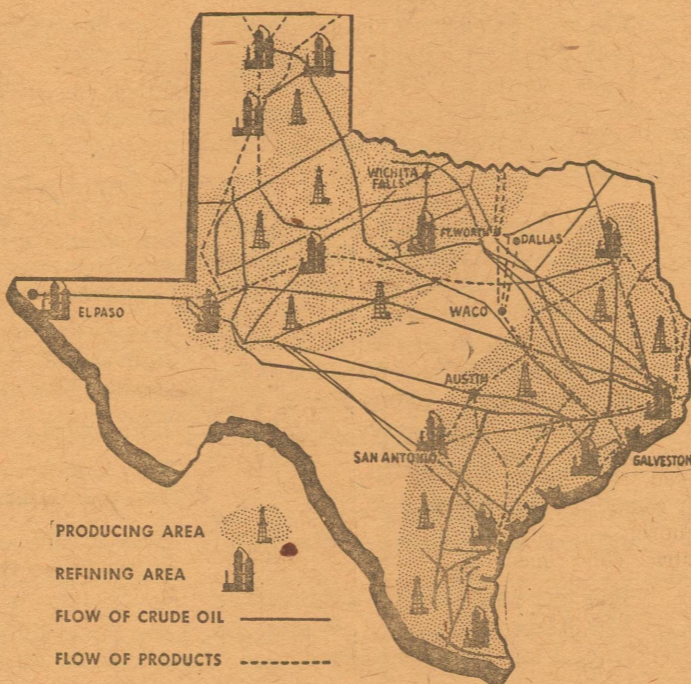 WICHITA
FALLS
FT. WORTH
DALLAS
EL PASO
WACO
AUSTIN
SAN ANTONIO
GALVESTON
PRODUCING AREA
REFINING AREA
FLOW OF CRUDE OIL
FLOW OF PRODUCTS